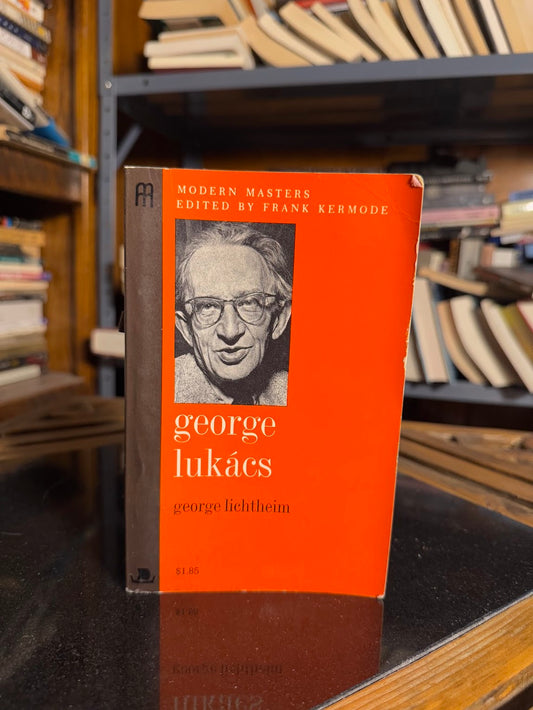 MODERN MASTERS
EDITED BY FRANK KERMODE
george
lukács
george lichtheim
$1.85